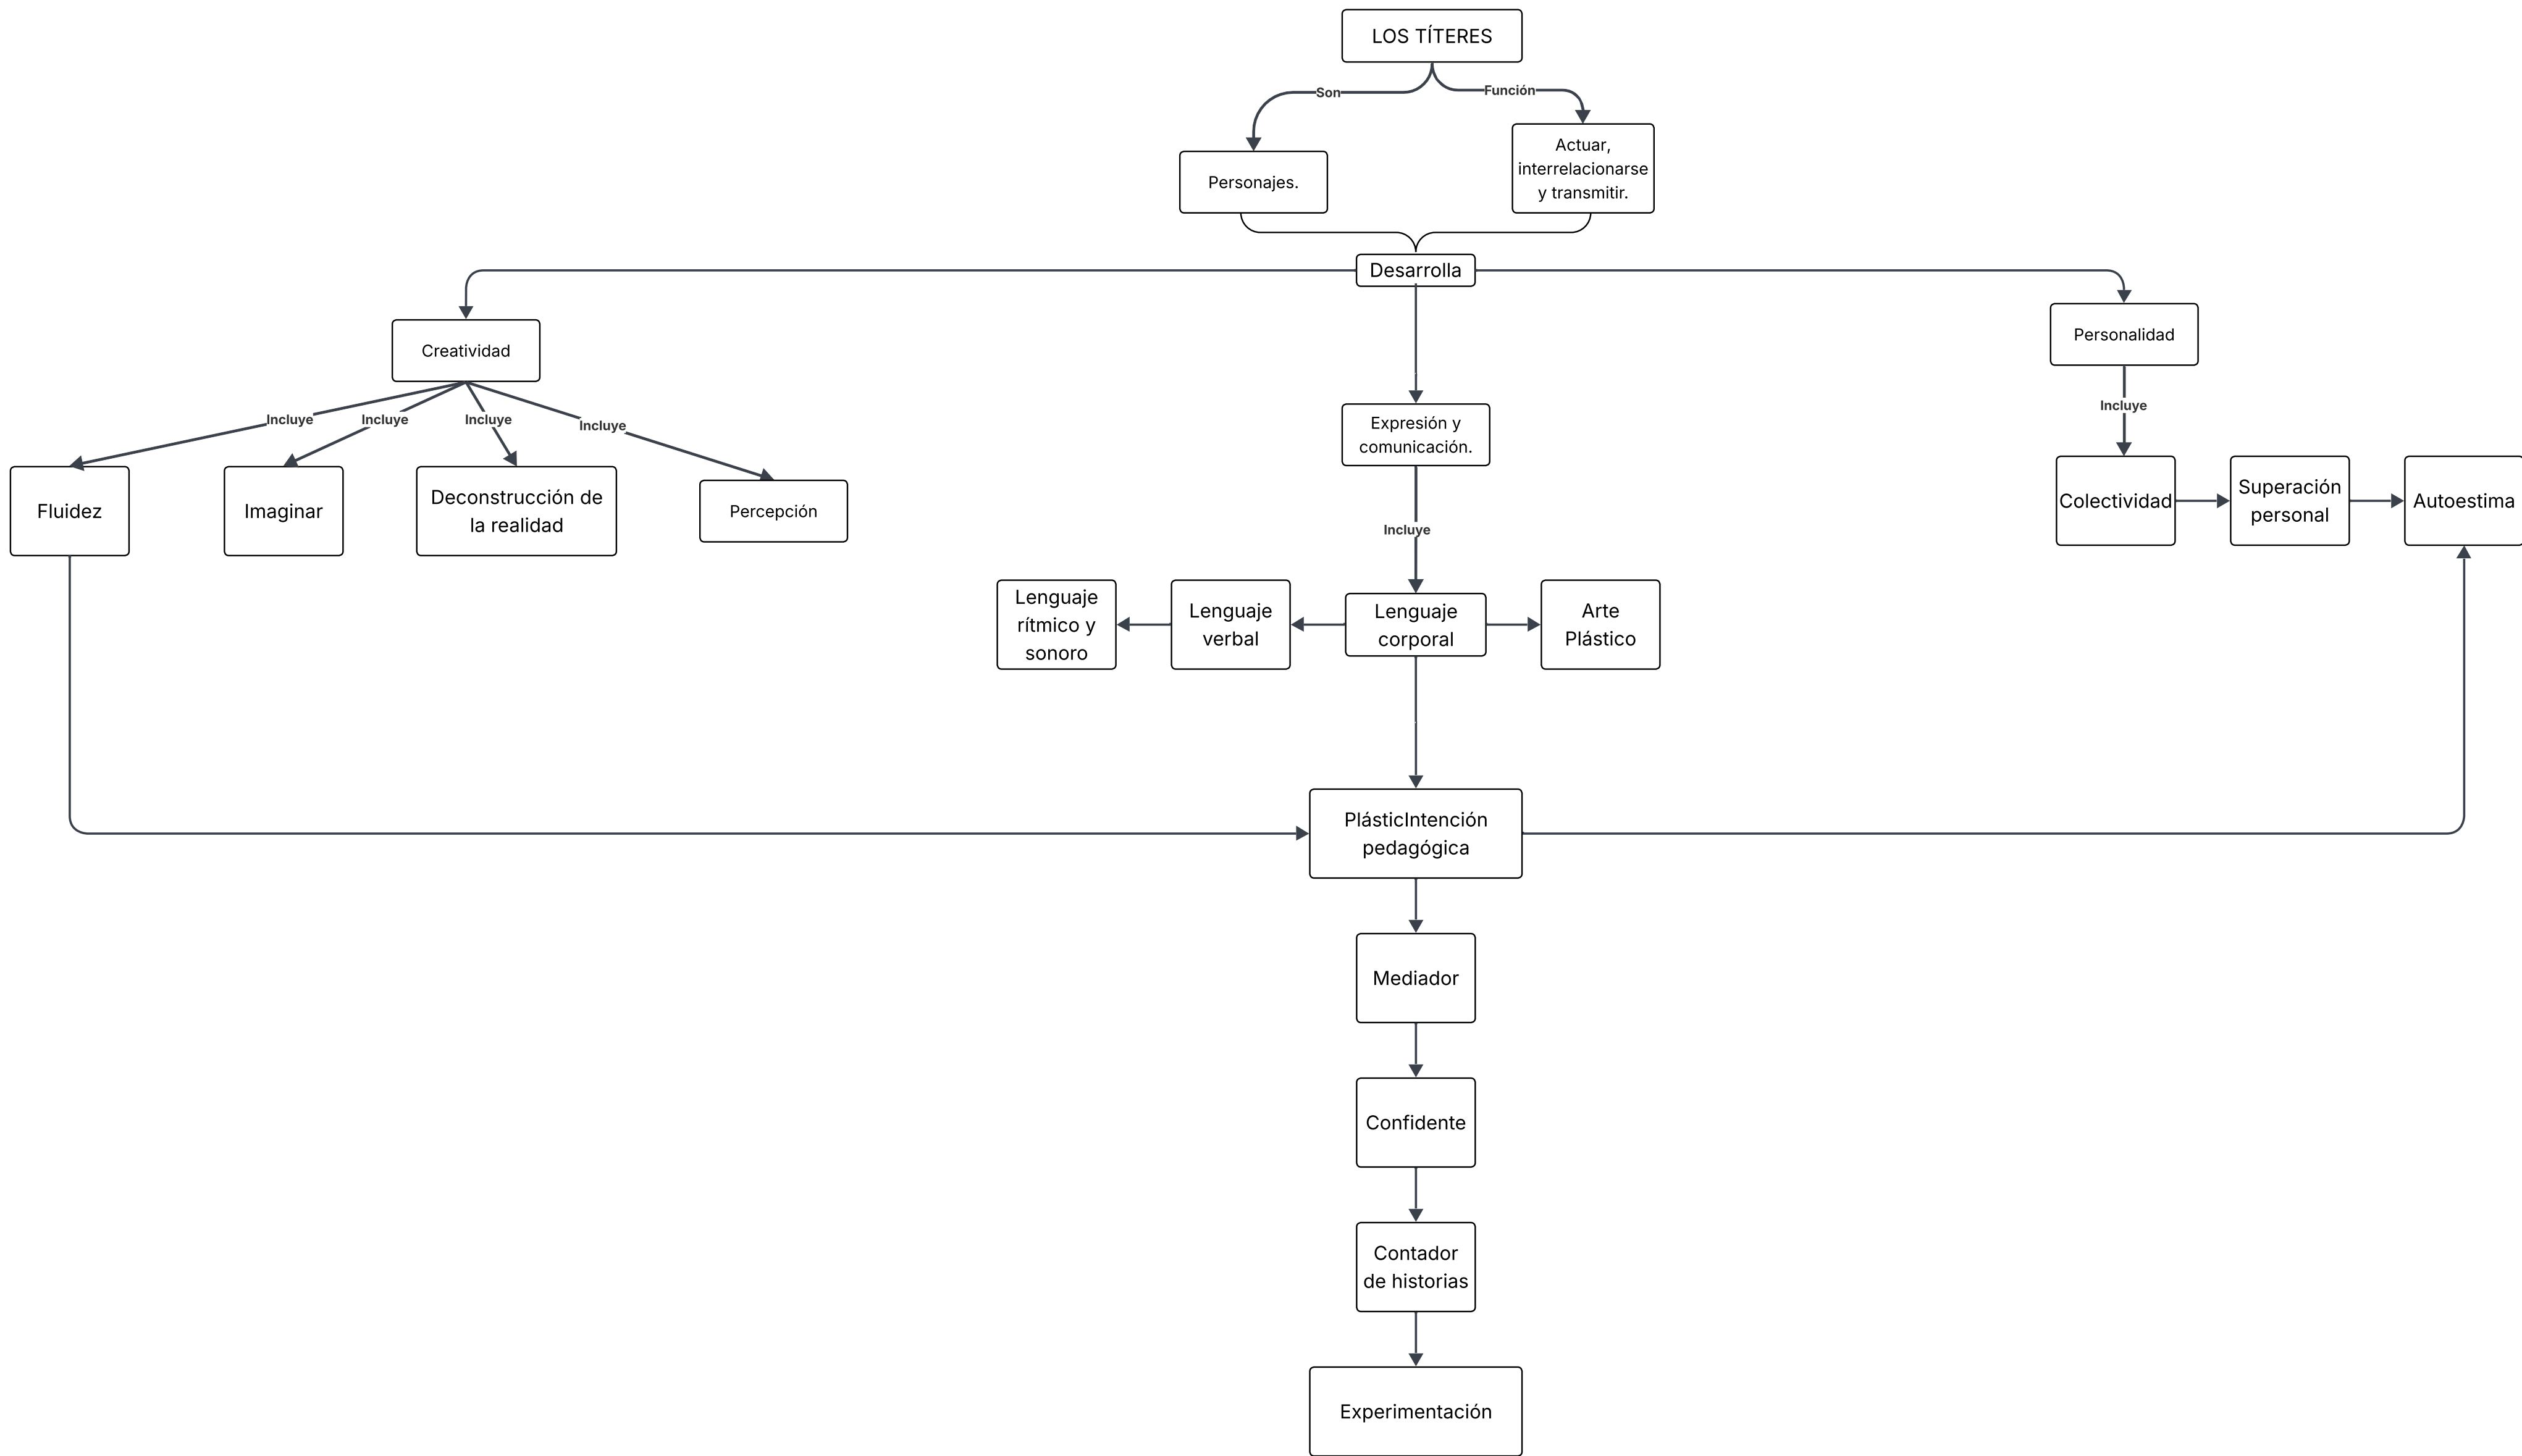 LOS TÍTERES
Son
Función
Personajes.
Actuar,
interrelacionarse
y transmitir.
Desarrolla
Creatividad
Expresión y
comunicación.
Personalidad
Incluye
Incluye
Incluye
Incluye
Incluye
Incluye
Fluidez
Imaginar
Deconstrucción de
la realidad
Percepción
Colectividad
Superación
personal
Autoestima
Lenguaje
rítmico y
sonoro
Lenguaje
verbal
Lenguaje
corporal
Arte
Plástico
PlásticIntención
pedagógica
Mediador
Confidente
Contador
de historias
Experimentación